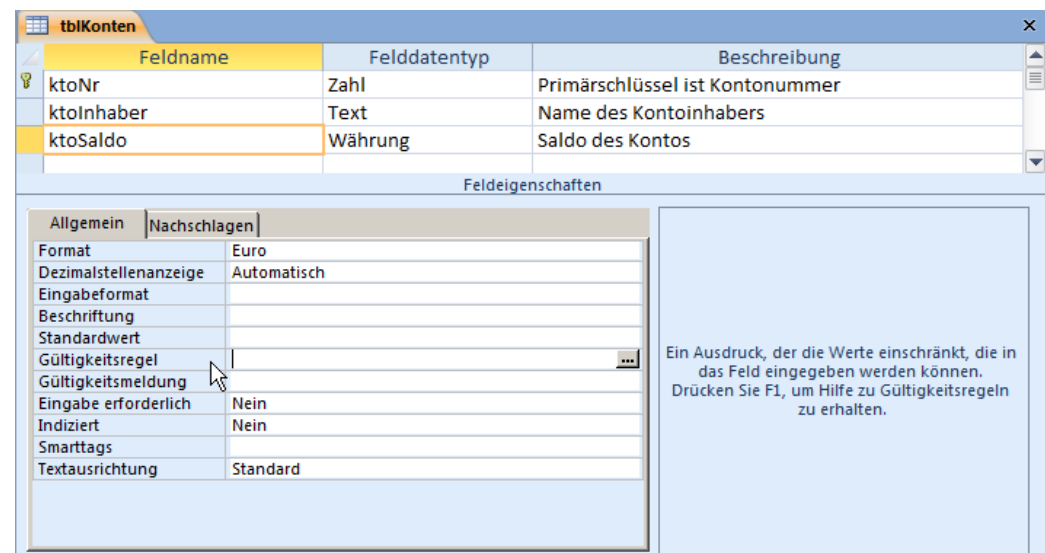 tblKonten
Feldname Felddatentyp Beschreibung
ktoNr Zahl Primärschlüssel ist Kontonummer
ktoInhaber Text Name des Kontoinhabers
ktoSaldo Währung Saldo des Kontos
Feldeigenschaften
Allgemein Nachschlagen
Format Euro
Dezimalstellenanzeige Automatisch
Eingabeformat
Beschriftung
Standardwert
Gültigkeitsregel ...
Gültigkeitsmeldung
Eingabe erforderlich Nein
Indiziert Nein
Smarttags
Textausrichtung Standard
Ein Ausdruck, der die Werte einschränkt, die in
das Feld eingegeben werden können.
Drücken Sie F1, um Hilfe zu Gültigkeitsregeln
zu erhalten.